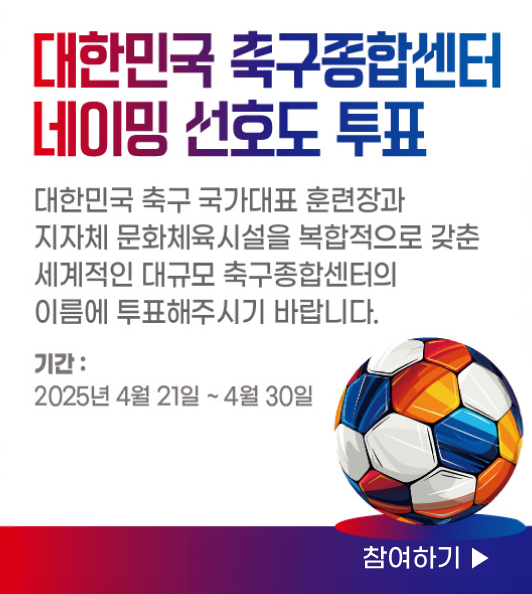 대한민국 축구종합센터
네이밍 선호도 투표
대한민국 축구 국가대표 훈련장과
지자체 문화체육시설을 복합적으로 갖춘
세계적인 대규모 축구종합센터의
이름에 투표해주시기 바랍니다.
기간 :
2025년 4월 21일 ~ 4월 30일
참여하기 ▶